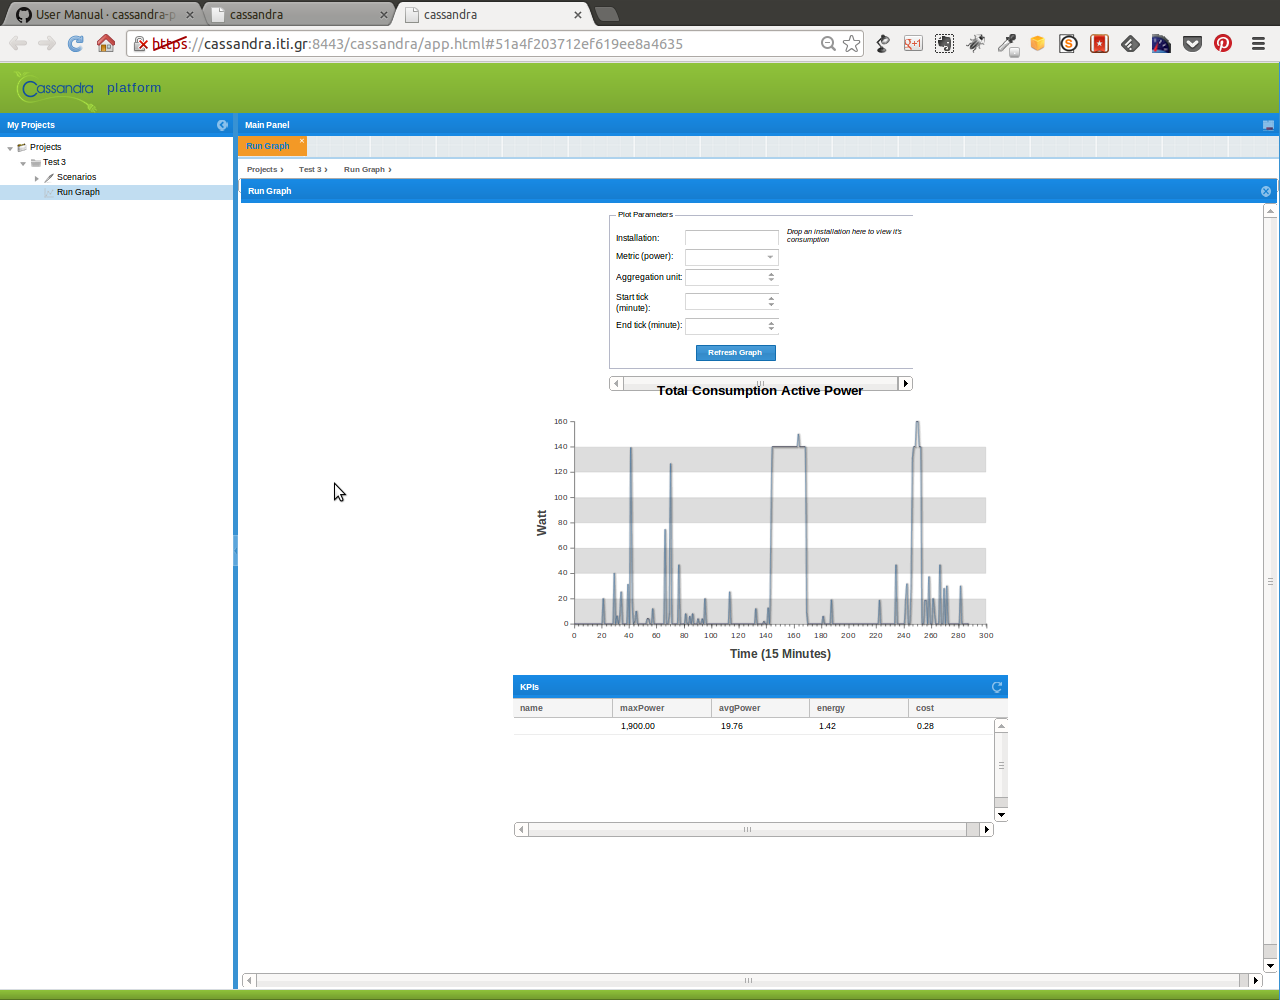 User Manual · cassandra-p
cassandra
cassandra
https://cassandra.iti.gr:8443/cassandra/app.html#51a4f203712ef619ee8a4635
Cassandra platform
My Projects
Projects
Test 3
Scenarios
Run Graph
Main Panel
Run Graph
Projects › Test 3 › Run Graph ›
Run Graph
Plot Parameters
Installation:
Drop an installation here to view it's
consumption
Metric (power):
Aggregation unit:
Start tick
(minute):
End tick (minute):
Refresh Graph
Total Consumption Active Power
160
140
120
100
80
60
40
20
0
Watt
0 20 40 60 80 100 120 140 160 180 200 220 240 260 280 300
Time (15 Minutes)
KPIs
name maxPower avgPower energy cost
1,900.00 19.76 1.42 0.28